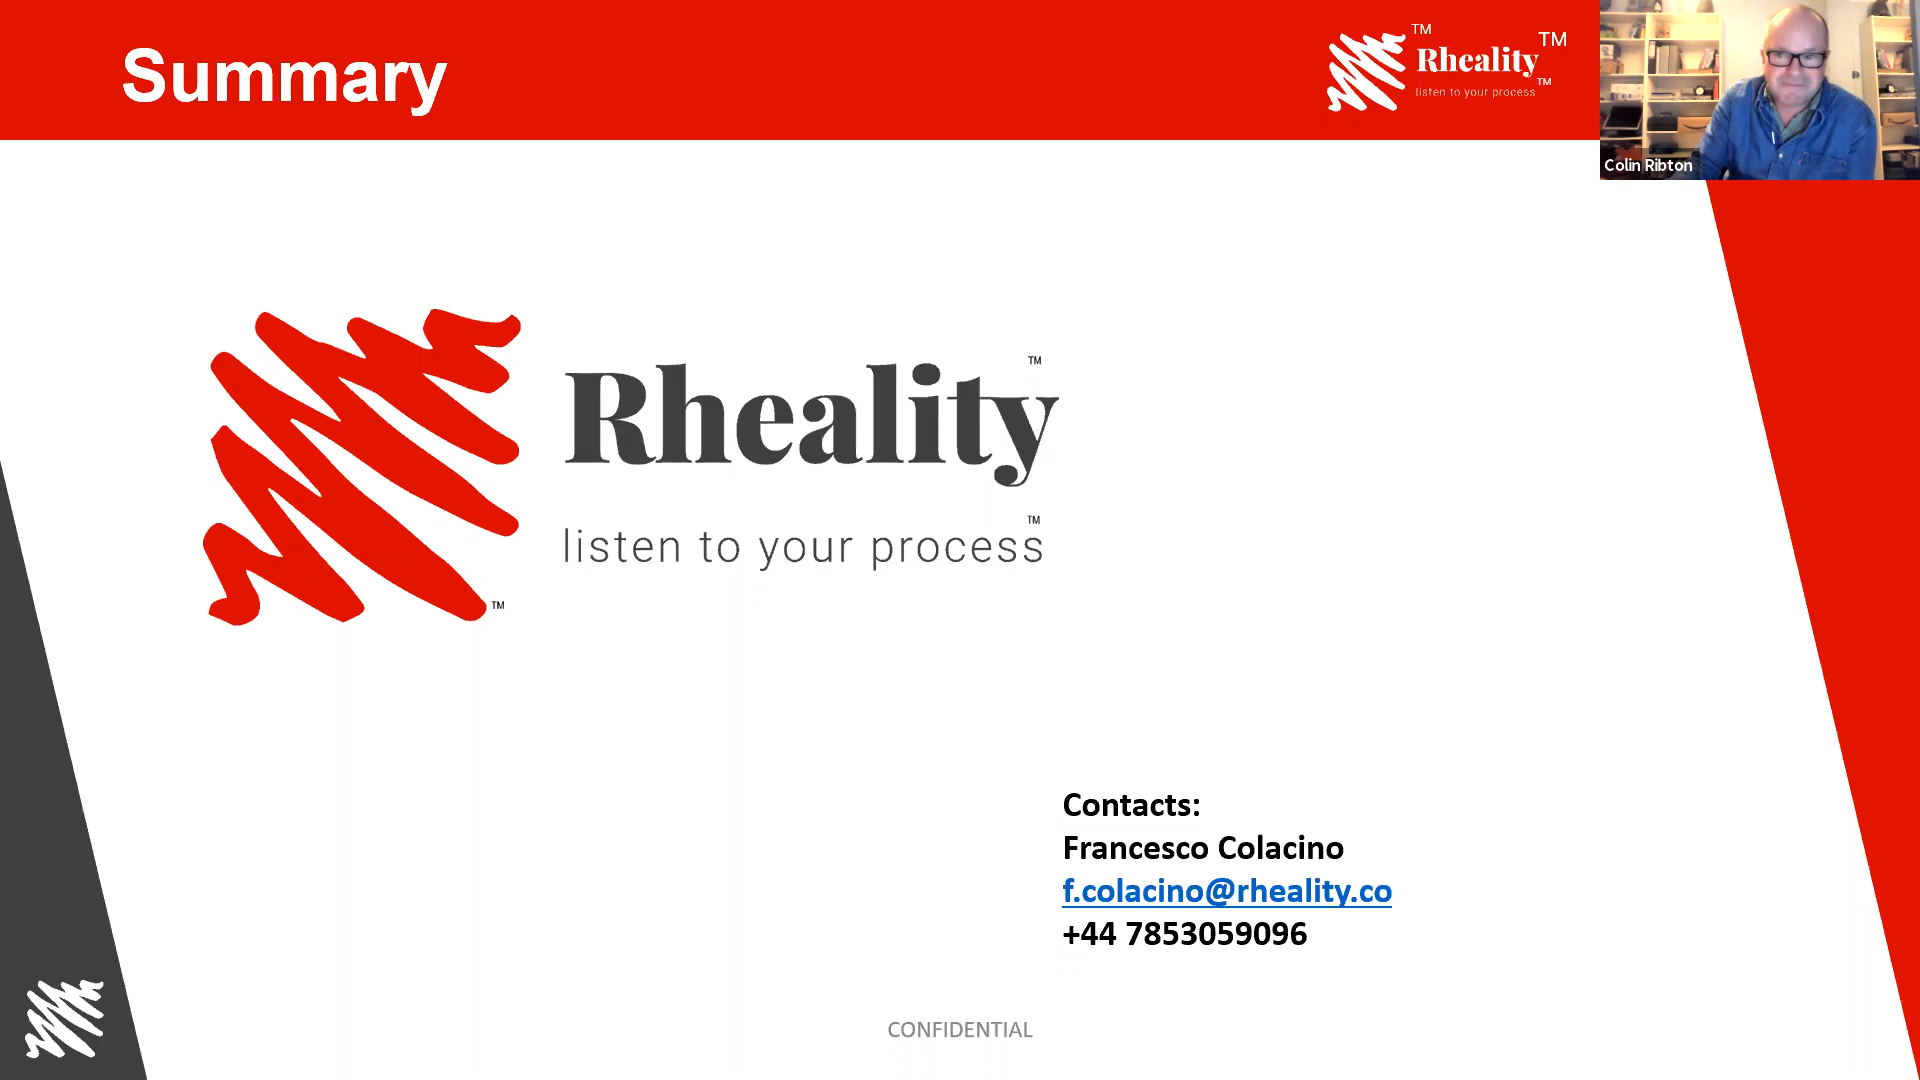 Summary
TM
Rheality TM
listen to your process TM
Colin Ribton
Rheality TM
listen to your process TM
TM
Contacts:
Francesco Colacino
f.colacino@rheality.co
+44 7853059096
CONFIDENTIAL